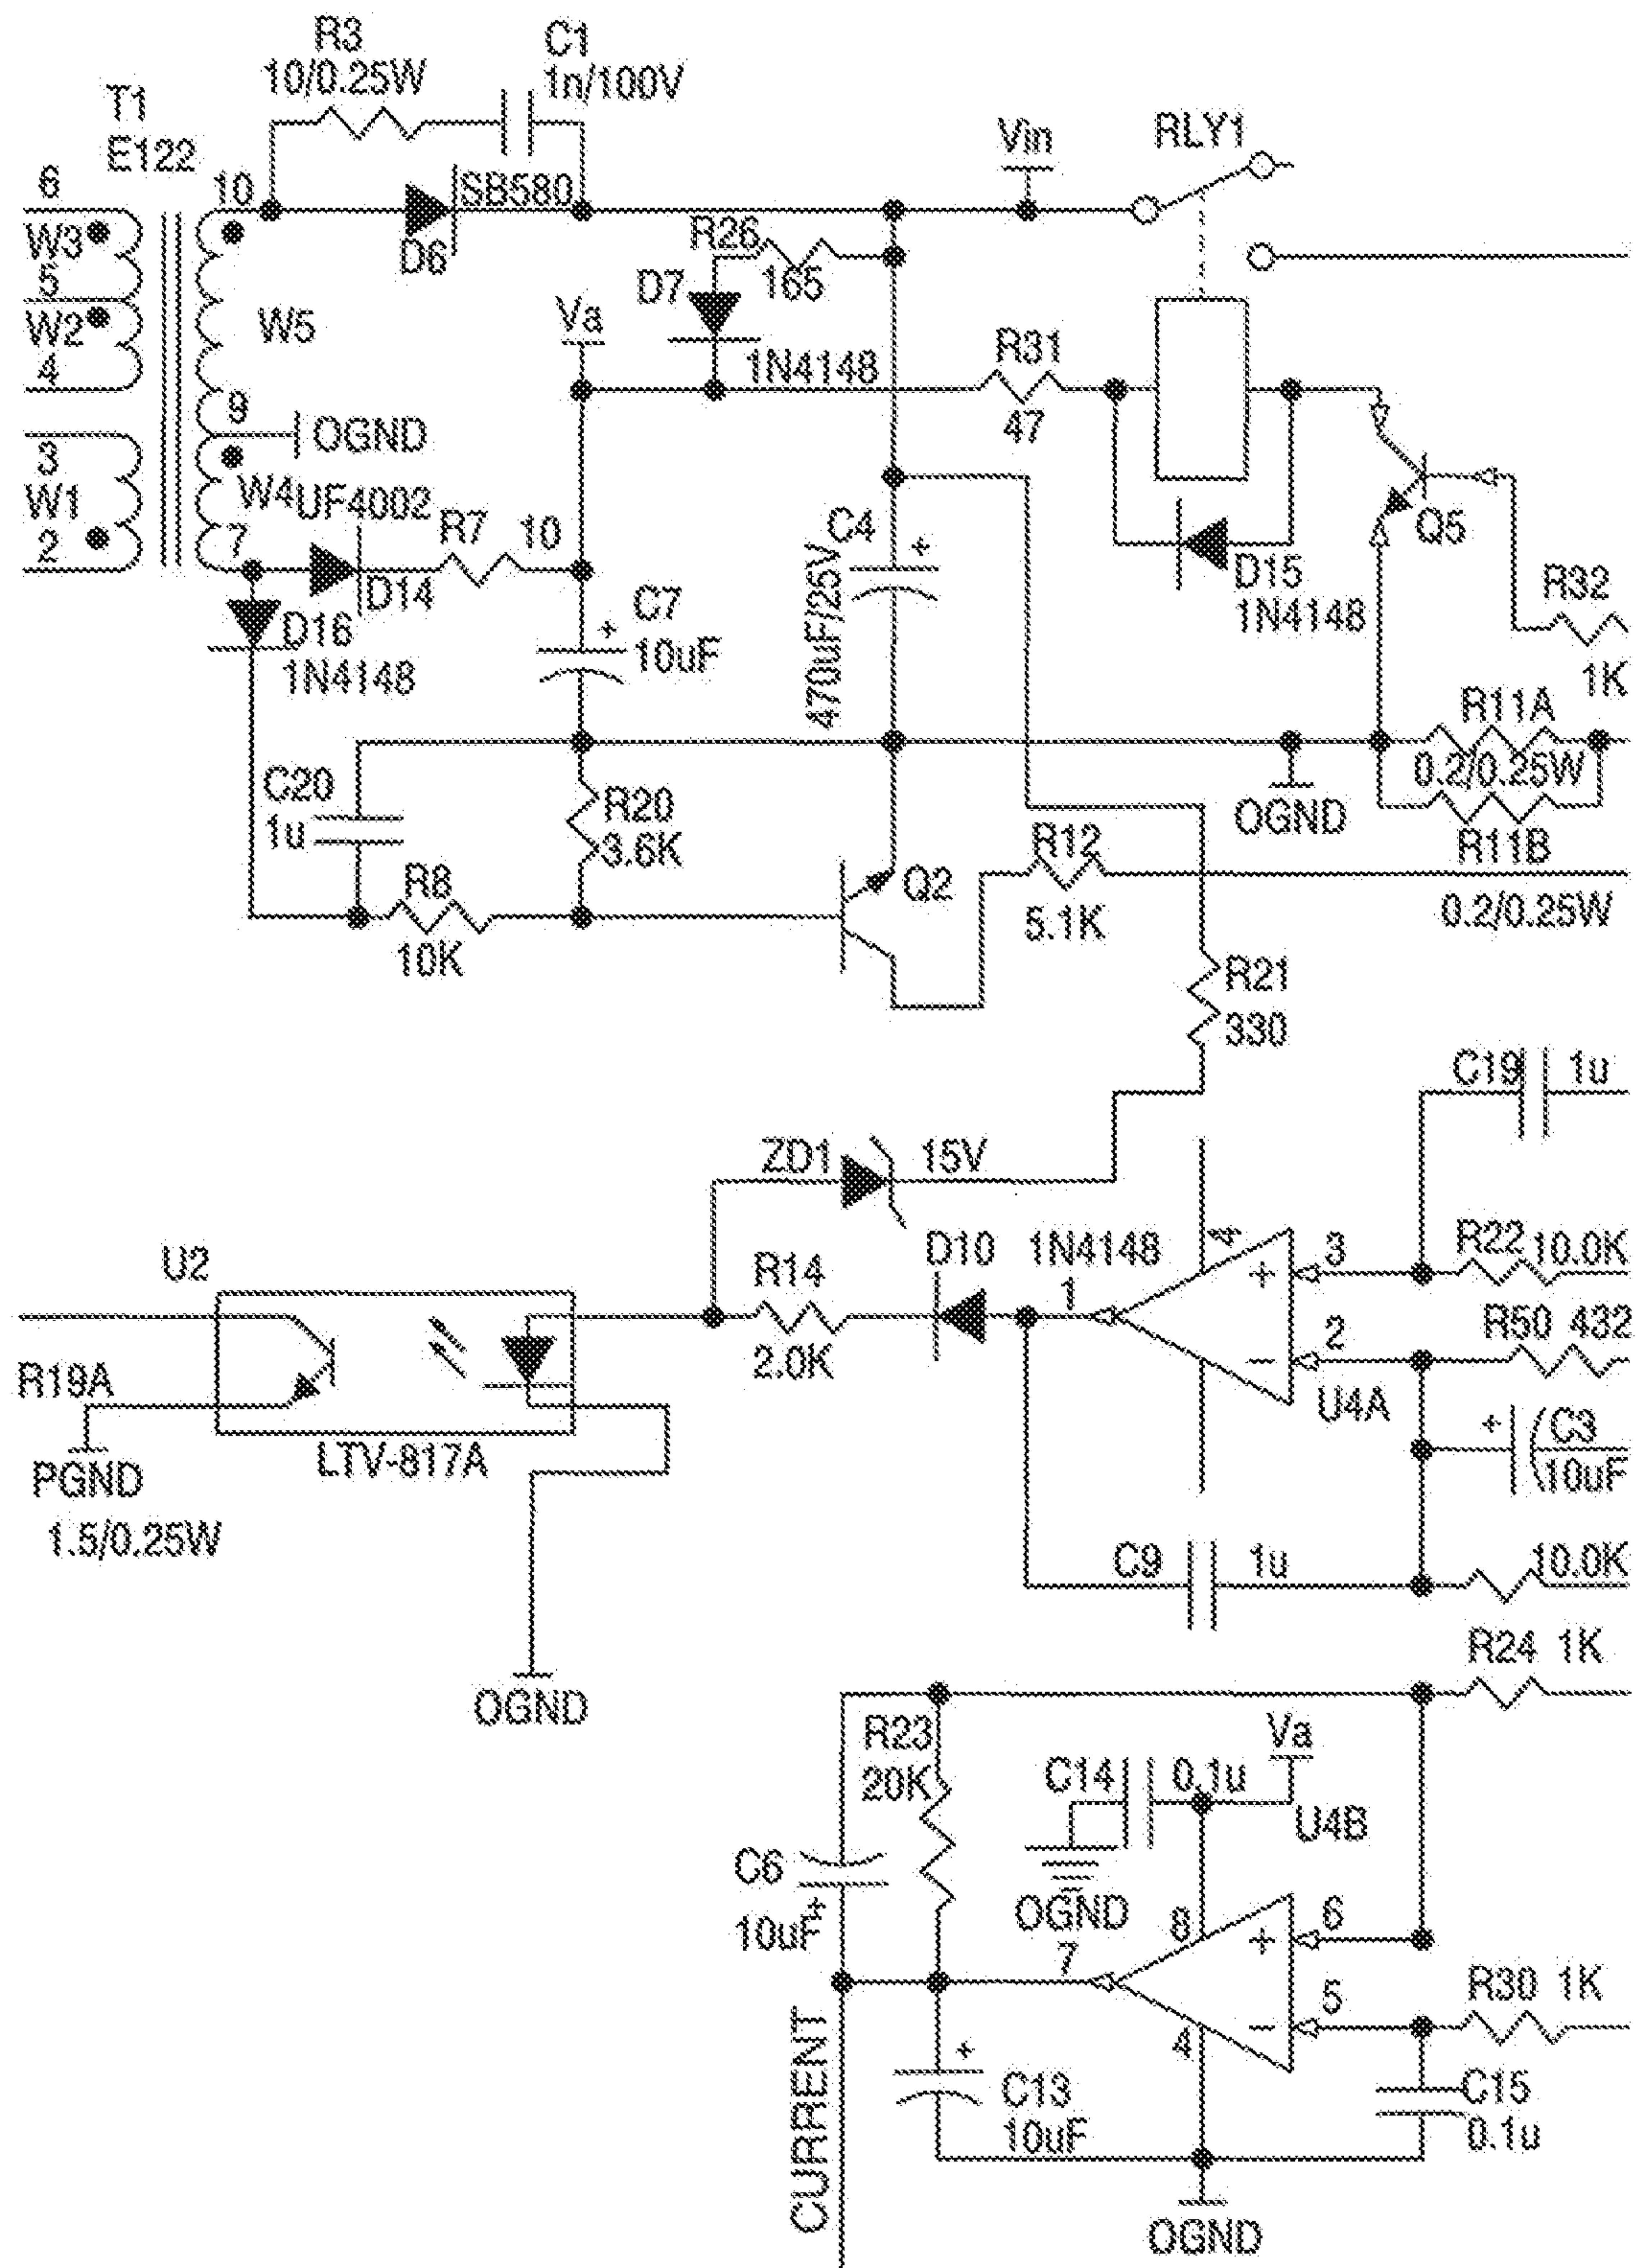 R3
10/0.25W
C1
1n/100V
T1
E122
Vin
RLY1
6
10
SB580
W3
D6
R26
165
5
D7
W2
W5
Va
4
1N4148
R31
47
9
OGND
3
W1
W4
UF4002
R7
10
C4
470uF/25V
+
Q5
2
7
D14
D15
1N4148
R32
1K
D16
1N4148
C7
+
10uF
R11A
0.2/0.25W
C20
1u
R20
3.6K
OGND
R11B
0.2/0.25W
R12
5.1K
R8
10K
Q2
R21
330
C19 1u
ZD1
15V
U2
D10
1N4148
4
3
R22
10.0K
R14
2.0K
1
+
2
R50 432
R19A
−
U4A
LTV-817A
+
C3
10uF
PGND
1.5/0.25W
C9
1u
10.0K
OGND
R24 1K
R23
20K
Va
C14
0.1u
U4B
C6
10uF
+
OGND
8
6
+
7
5
R30 1K
−
4
+
C13
10uF
C15
0.1u
CURRENT
OGND